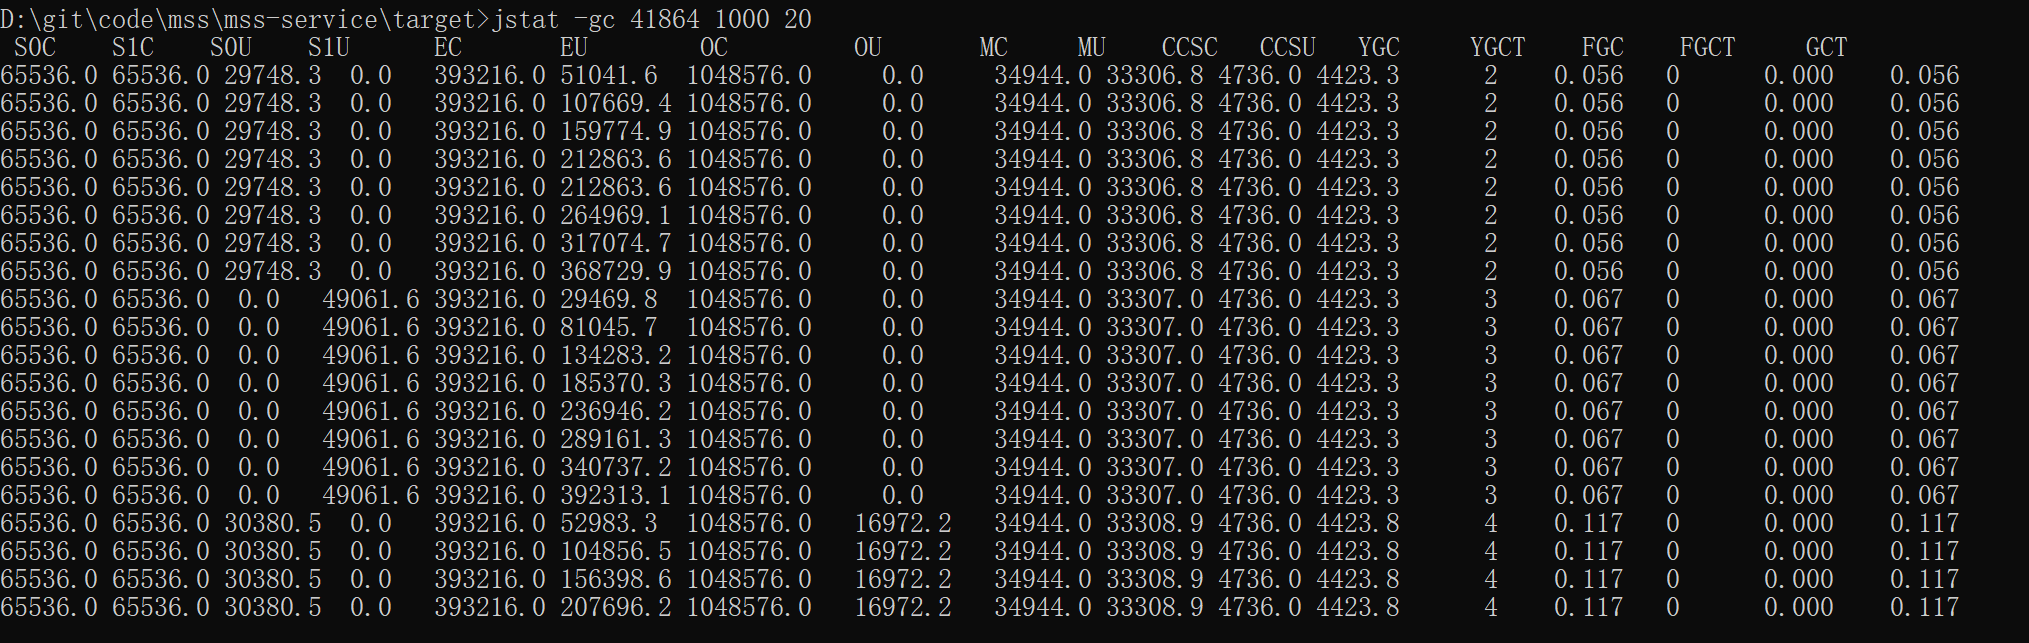 D:\git\code\mss\mss-service\target>jstat -gc 41864 1000 20
S0C S1C S0U S1U EC EU OC OU MC MU CCSC CCSU YGC YGCT FGC FGCT GCT
65536.0 65536.0 29748.3 0.0 393216.0 51041.6 1048576.0 0.0 34944.0 33306.8 4736.0 4423.3 2 0.056 0 0.000 0.056
65536.0 65536.0 29748.3 0.0 393216.0 107669.4 1048576.0 0.0 34944.0 33306.8 4736.0 4423.3 2 0.056 0 0.000 0.056
65536.0 65536.0 29748.3 0.0 393216.0 159774.9 1048576.0 0.0 34944.0 33306.8 4736.0 4423.3 2 0.056 0 0.000 0.056
65536.0 65536.0 29748.3 0.0 393216.0 212863.6 1048576.0 0.0 34944.0 33306.8 4736.0 4423.3 2 0.056 0 0.000 0.056
65536.0 65536.0 29748.3 0.0 393216.0 212863.6 1048576.0 0.0 34944.0 33306.8 4736.0 4423.3 2 0.056 0 0.000 0.056
65536.0 65536.0 29748.3 0.0 393216.0 264969.1 1048576.0 0.0 34944.0 33306.8 4736.0 4423.3 2 0.056 0 0.000 0.056
65536.0 65536.0 29748.3 0.0 393216.0 317074.7 1048576.0 0.0 34944.0 33306.8 4736.0 4423.3 2 0.056 0 0.000 0.056
65536.0 65536.0 29748.3 0.0 393216.0 368729.9 1048576.0 0.0 34944.0 33306.8 4736.0 4423.3 2 0.056 0 0.000 0.056
65536.0 65536.0 0.0 49061.6 393216.0 29469.8 1048576.0 0.0 34944.0 33307.0 4736.0 4423.3 3 0.067 0 0.000 0.067
65536.0 65536.0 0.0 49061.6 393216.0 81045.7 1048576.0 0.0 34944.0 33307.0 4736.0 4423.3 3 0.067 0 0.000 0.067
65536.0 65536.0 0.0 49061.6 393216.0 134283.2 1048576.0 0.0 34944.0 33307.0 4736.0 4423.3 3 0.067 0 0.000 0.067
65536.0 65536.0 0.0 49061.6 393216.0 185370.3 1048576.0 0.0 34944.0 33307.0 4736.0 4423.3 3 0.067 0 0.000 0.067
65536.0 65536.0 0.0 49061.6 393216.0 236946.2 1048576.0 0.0 34944.0 33307.0 4736.0 4423.3 3 0.067 0 0.000 0.067
65536.0 65536.0 0.0 49061.6 393216.0 289161.3 1048576.0 0.0 34944.0 33307.0 4736.0 4423.3 3 0.067 0 0.000 0.067
65536.0 65536.0 0.0 49061.6 393216.0 340737.2 1048576.0 0.0 34944.0 33307.0 4736.0 4423.3 3 0.067 0 0.000 0.067
65536.0 65536.0 0.0 49061.6 393216.0 392313.1 1048576.0 0.0 34944.0 33307.0 4736.0 4423.3 3 0.067 0 0.000 0.067
65536.0 65536.0 30380.5 0.0 393216.0 52983.3 1048576.0 16972.2 34944.0 33308.9 4736.0 4423.8 4 0.117 0 0.000 0.117
65536.0 65536.0 30380.5 0.0 393216.0 104856.5 1048576.0 16972.2 34944.0 33308.9 4736.0 4423.8 4 0.117 0 0.000 0.117
65536.0 65536.0 30380.5 0.0 393216.0 156398.6 1048576.0 16972.2 34944.0 33308.9 4736.0 4423.8 4 0.117 0 0.000 0.117
65536.0 65536.0 30380.5 0.0 393216.0 207696.2 1048576.0 16972.2 34944.0 33308.9 4736.0 4423.8 4 0.117 0 0.000 0.117